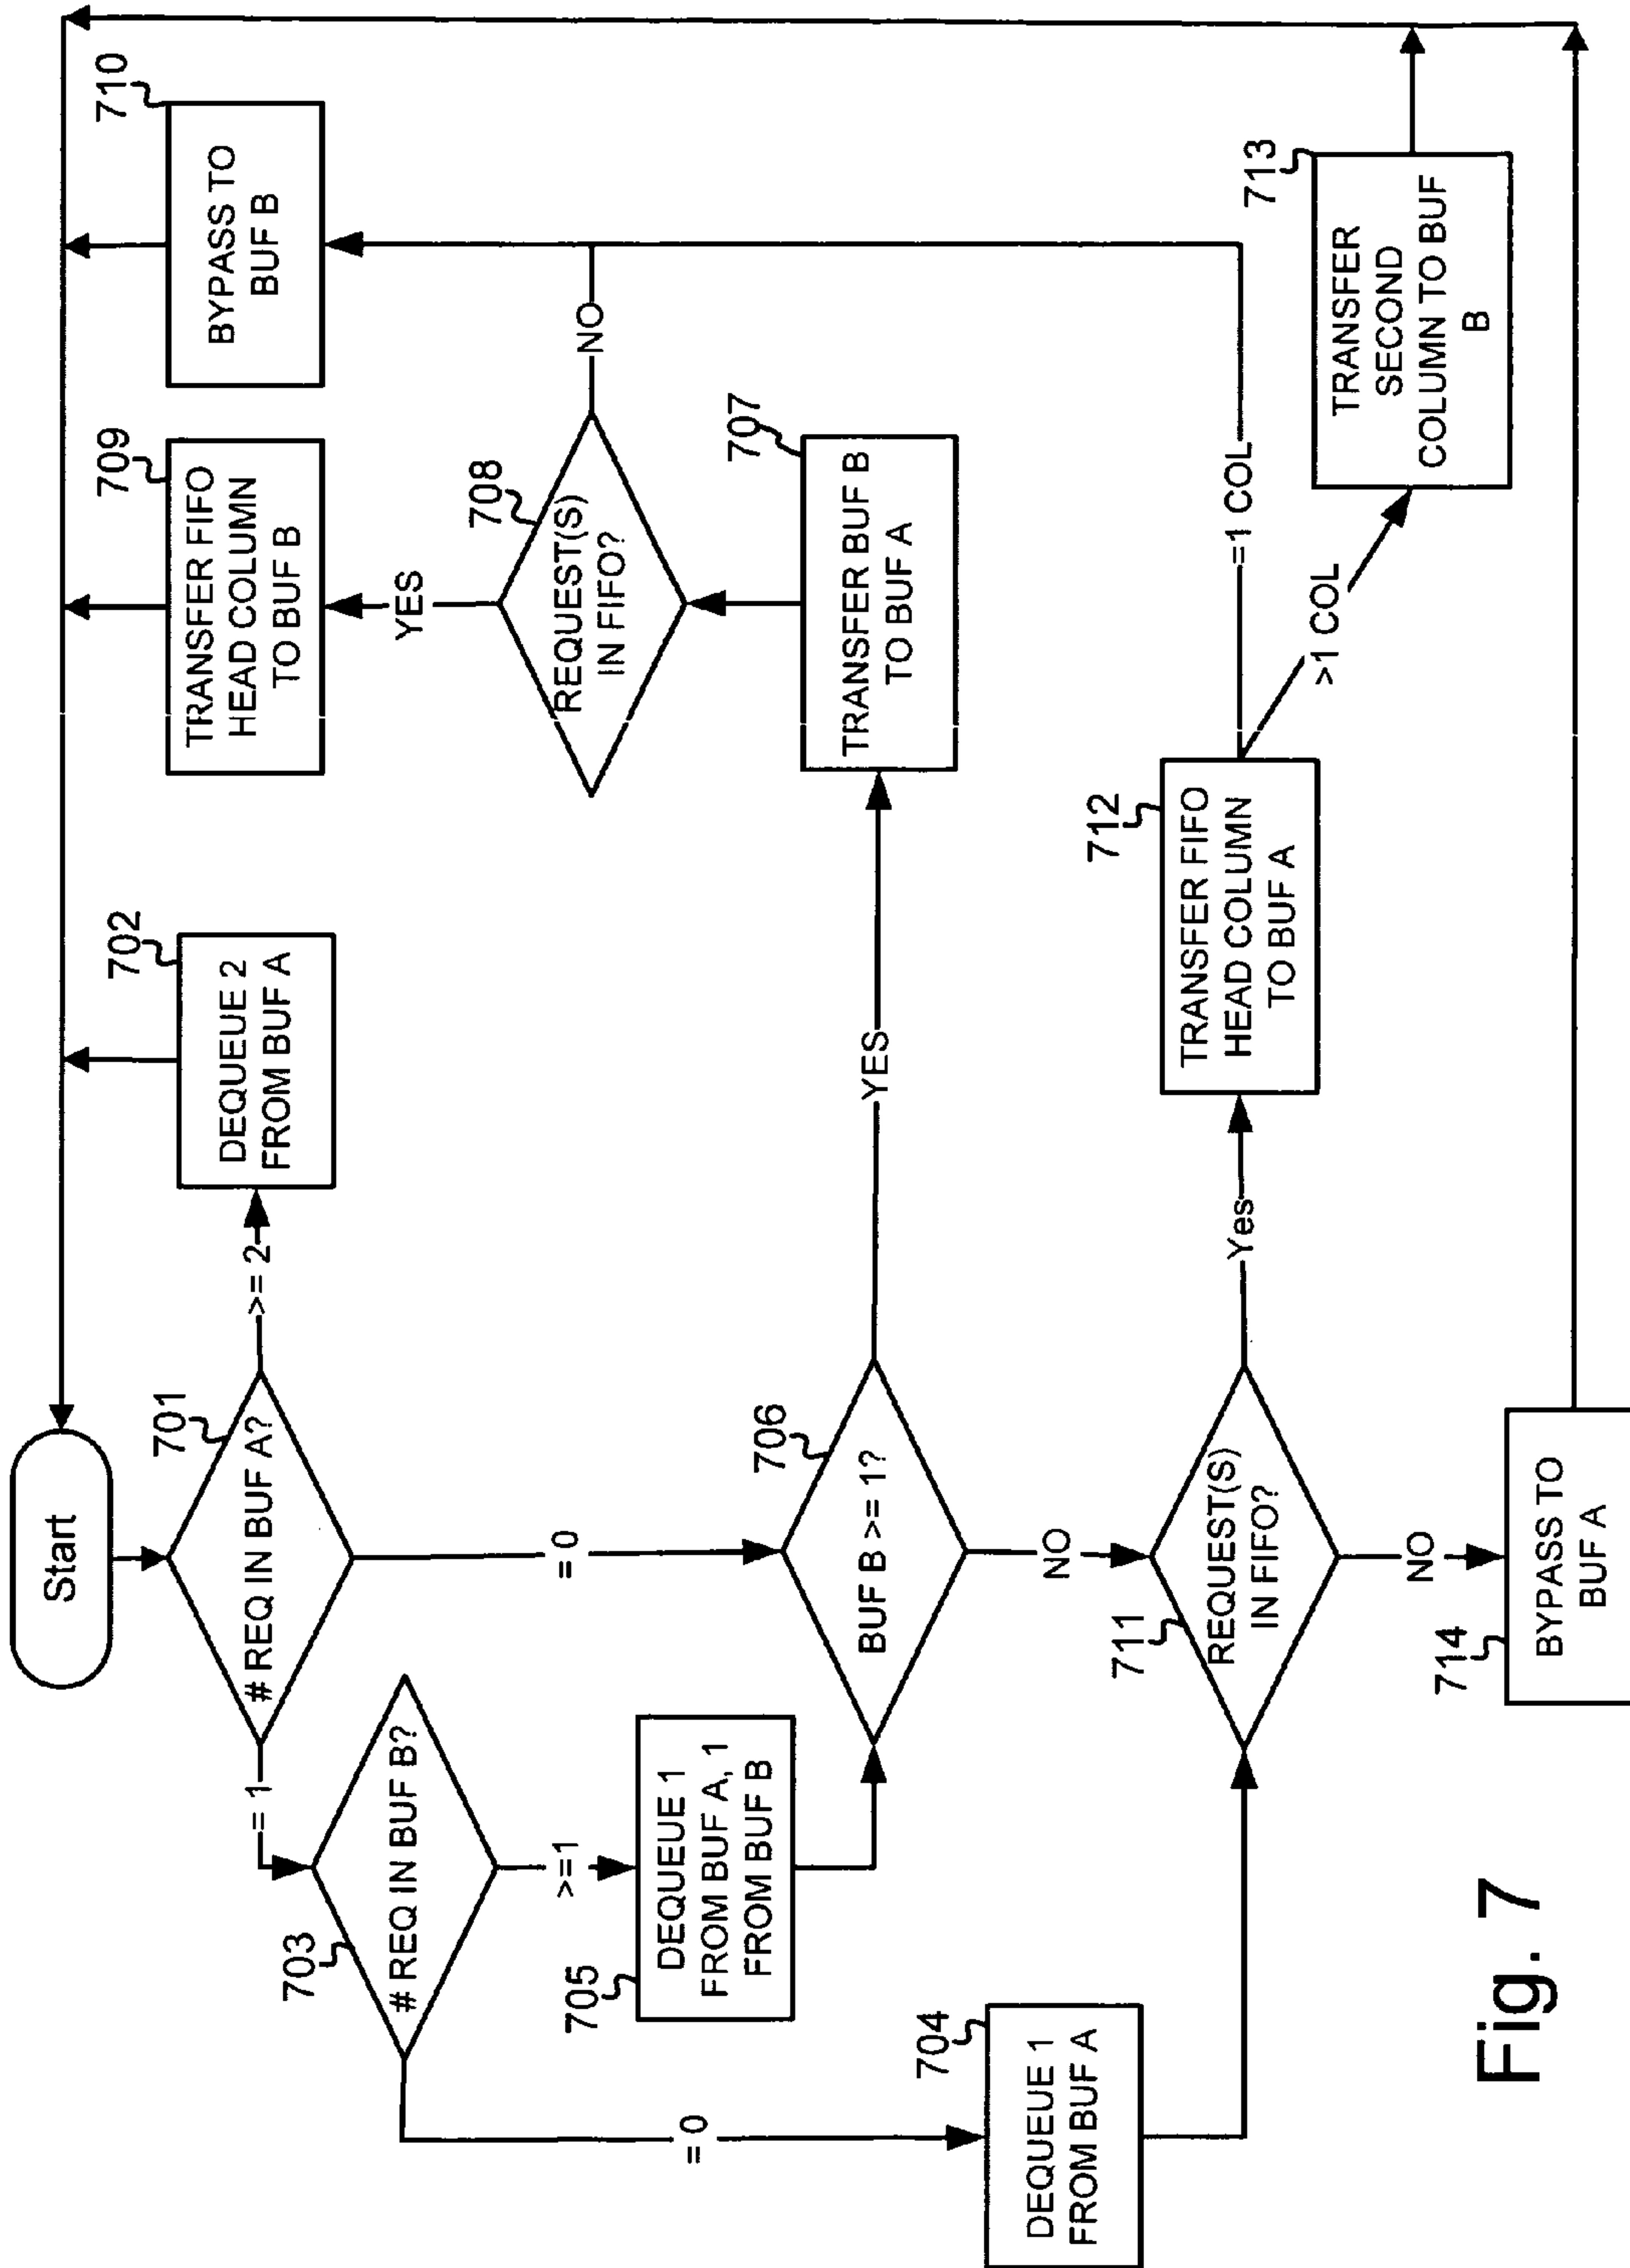 Start
701
# REQ IN BUF A?
>= 2
702
DEQUEUE 2
FROM BUF A
= 1
= 0
703
# REQ IN BUF B?
>=1
= 0
705
DEQUEUE 1
FROM BUF A, 1
FROM BUF B
704
DEQUEUE 1
FROM BUF A
706
BUF B >= 1?
YES
NO
707
TRANSFER BUF B
TO BUF A
708
REQUEST(S)
IN FIFO?
YES
NO
709
TRANSFER FIFO
HEAD COLUMN
TO BUF B
710
BYPASS TO
BUF B
711
REQUEST(S)
IN FIFO?
Yes
NO
712
TRANSFER FIFO
HEAD COLUMN
TO BUF A
=1 COL
>1 COL
713
TRANSFER
SECOND
COLUMN TO BUF
B
714
BYPASS TO
BUF A
Fig. 7